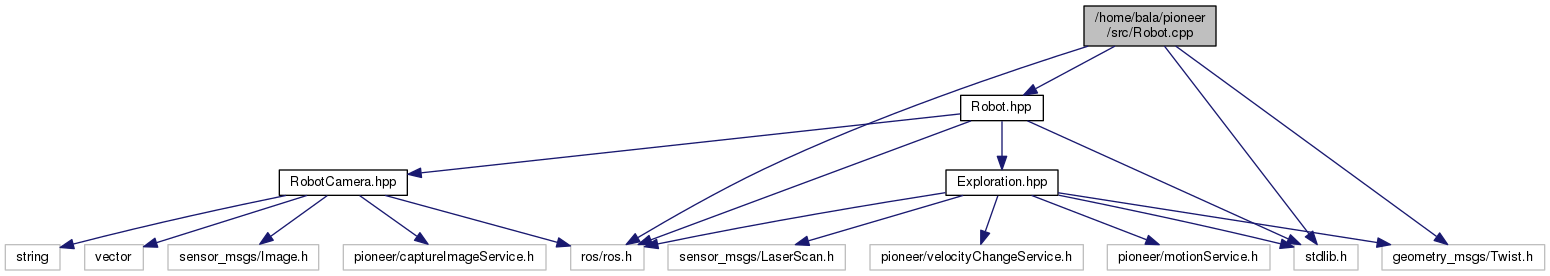 /home/bala/pioneer
/src/Robot.cpp
Robot.hpp
RobotCamera.hpp
Exploration.hpp
string
vector
sensor_msgs/Image.h
pioneer/captureImageService.h
ros/ros.h
sensor_msgs/LaserScan.h
pioneer/velocityChangeService.h
pioneer/motionService.h
stdlib.h
geometry_msgs/Twist.h